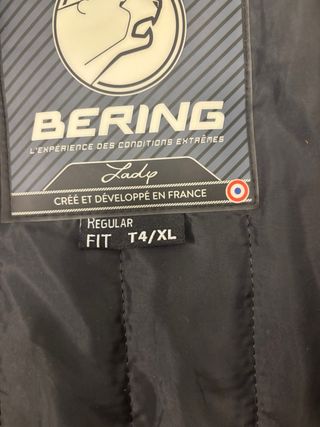 BERING
L'EXPÉRIENCE DES CONDITIONS EXTRÊMES
Lady
CRÉÉ ET DÉVELOPPÉ EN FRANCE
REGULAR
FIT T4/XL